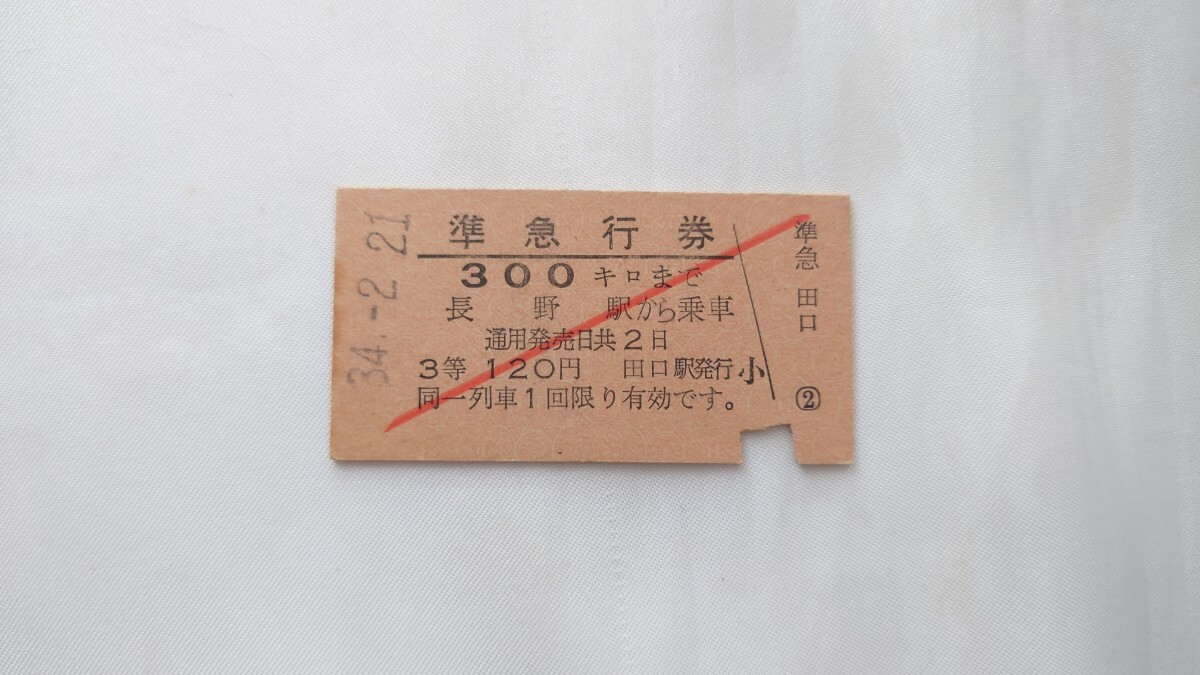 34.-2.21
準急行券
300キロまで
長野駅から乗車
通用発売日共2日
3等 120円 田口駅発行 小
同一列車1回限り有効です。
準急 田口
②